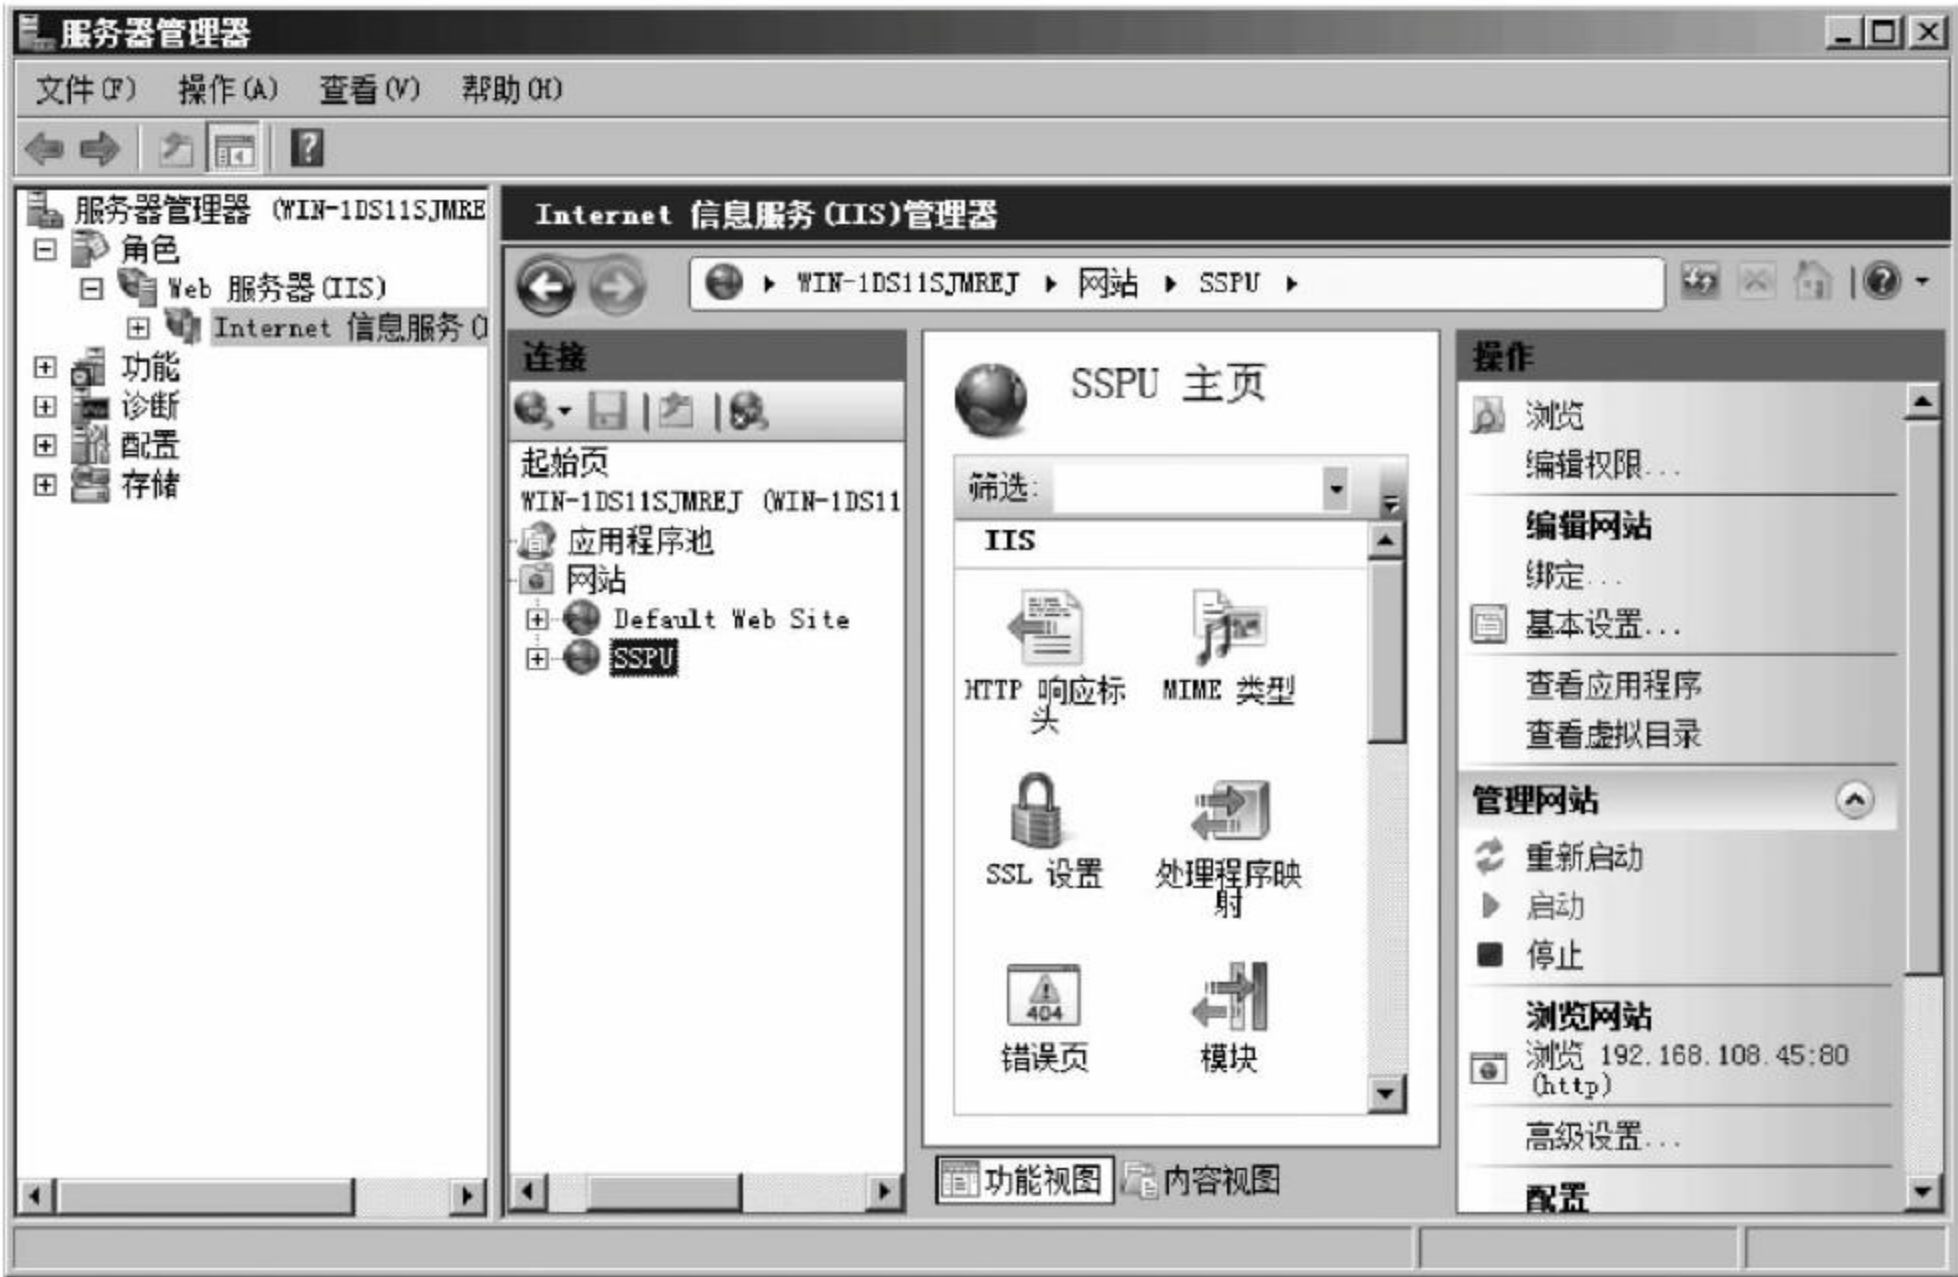 服务器管理器
文件(F) 操作(A) 查看(V) 帮助(H)
服务器管理器 (WIN-1DS11SJMRE
角色
Web 服务器(IIS)
Internet 信息服务(I
功能
诊断
配置
存储
Internet 信息服务(IIS)管理器
WIN-1DS11SJMREJ 网站 SSPU
连接
起始页
WIN-1DS11SJMREJ (WIN-1DS11
应用程序池
网站
Default Web Site
SSPU
SSPU 主页
筛选:
IIS
HTTP 响应标头
MIME 类型
SSL 设置
处理程序映射
404
错误页
模块
功能视图 内容视图
操作
浏览
编辑权限...
编辑网站
绑定...
基本设置...
查看应用程序
查看虚拟目录
管理网站
重新启动
启动
停止
浏览网站
浏览 192.168.108.45:80
(http)
高级设置...
配置